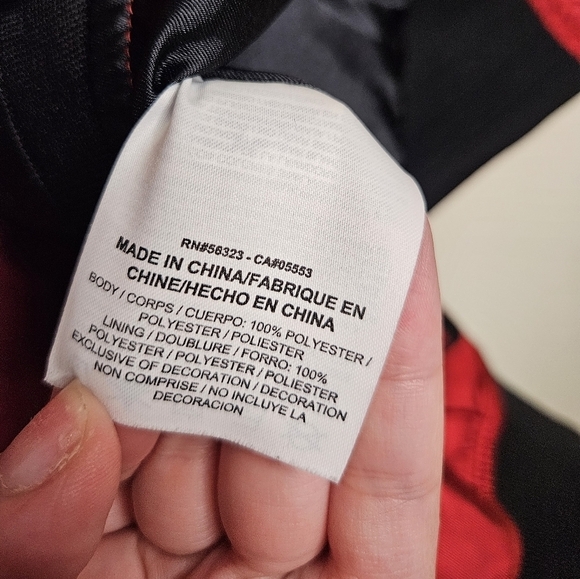 RN#56323 - CA#05553
MADE IN CHINA/FABRIQUE EN
CHINE/HECHO EN CHINA
BODY / CORPS / CUERPO: 100% POLYESTER /
POLYESTER / POLIESTER
LINING / DOUBLURE / FORRO: 100%
POLYESTER / POLYESTER / POLIESTER
EXCLUSIVE OF DECORATION / DECORATION
NON COMPRISE / NO INCLUYE LA
DECORACION